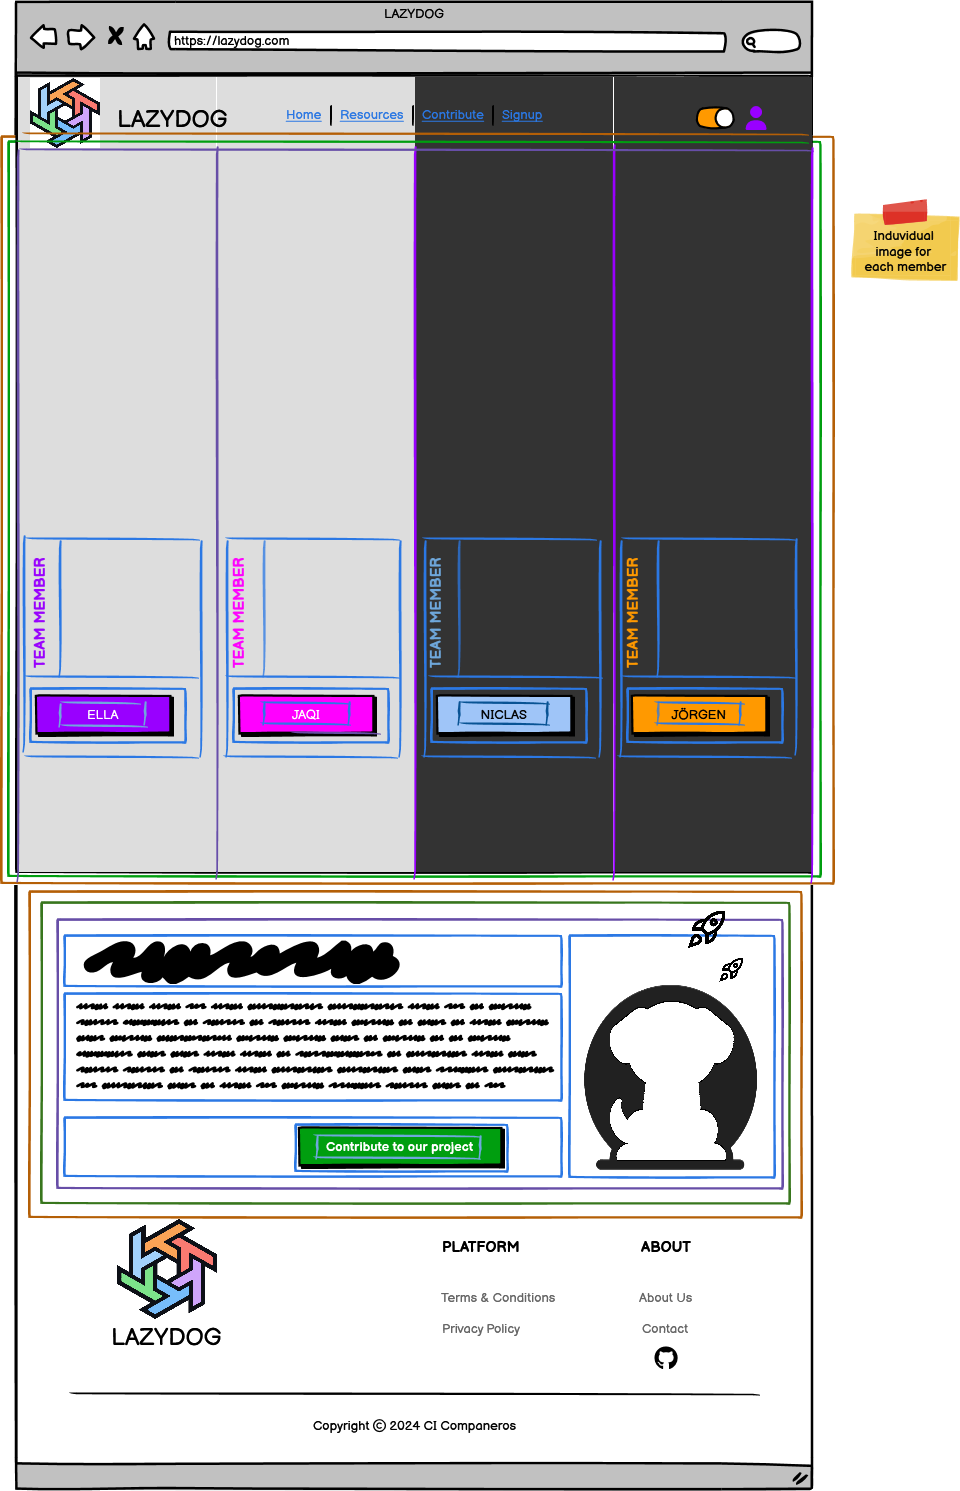 LAZYDOG
https://lazydog.com
LAZYDOG
Home
Resources
Contribute
Signup
Induvidual
image for
each member
TEAM MEMBER
TEAM MEMBER
TEAM MEMBER
TEAM MEMBER
ELLA
JAQI
NICLAS
JÖRGEN
Contribute to our project
LAZYDOG
PLATFORM
Terms & Conditions
Privacy Policy
ABOUT
About Us
Contact
Copyright © 2024 CI Companeros